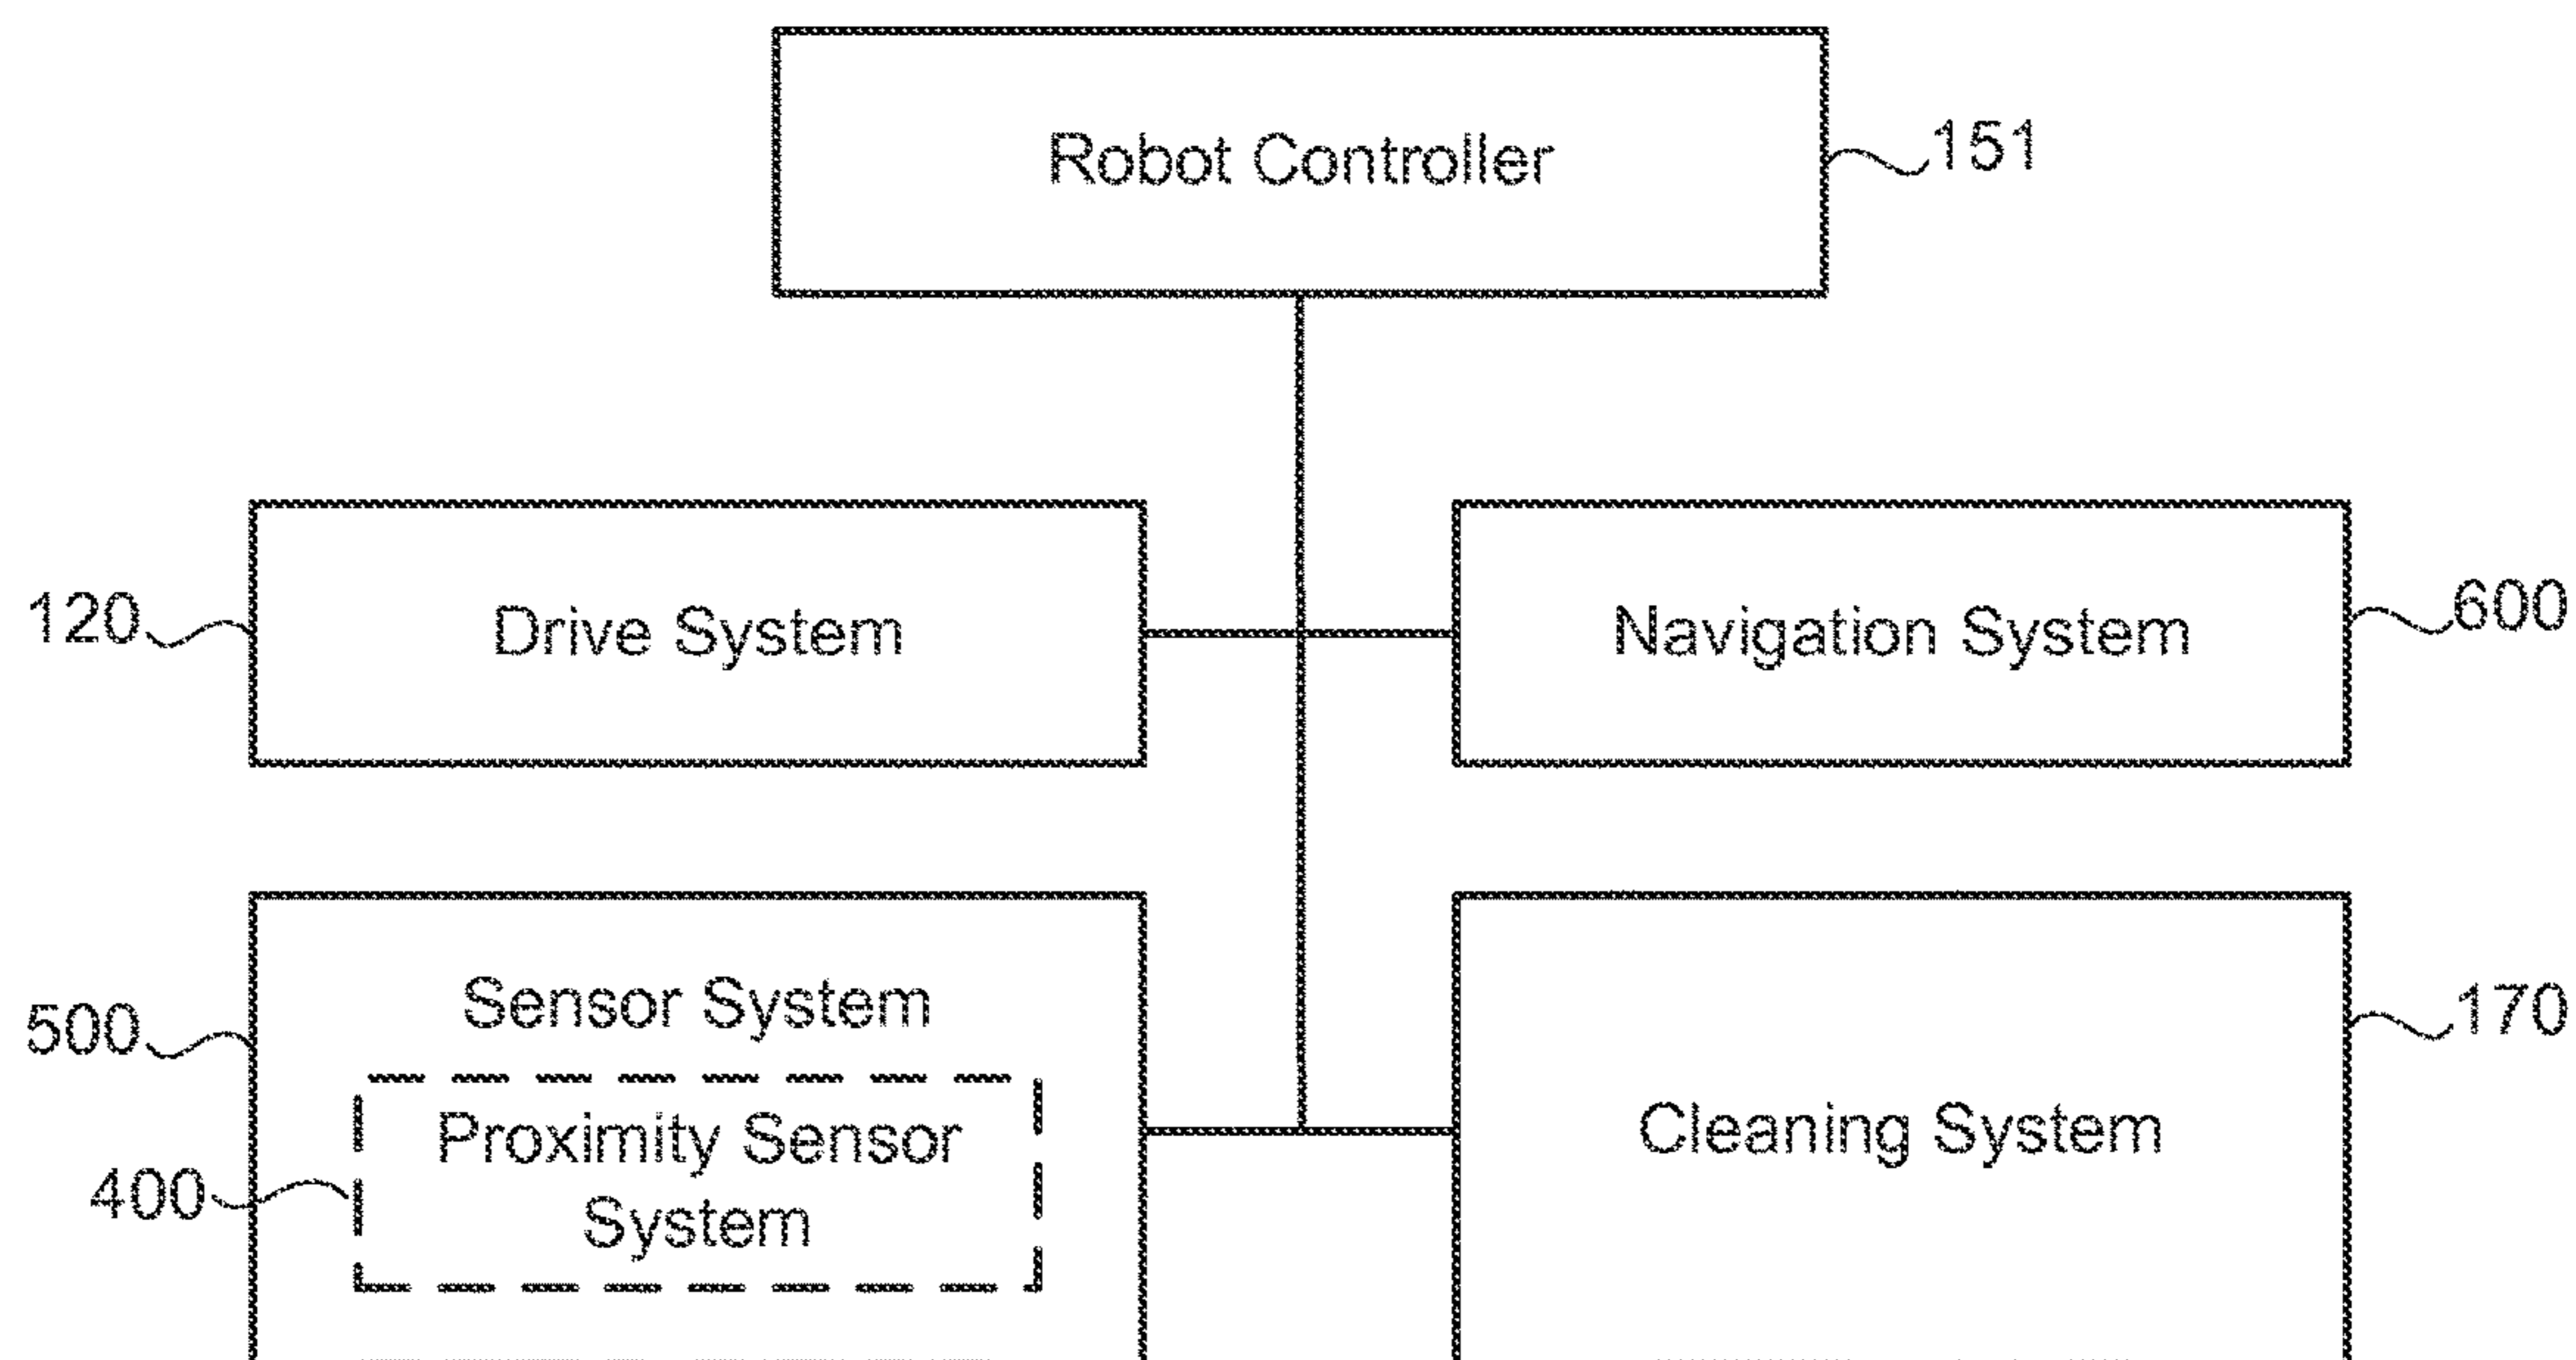 Robot Controller
151
120
Drive System
Navigation System
600
500
Sensor System
170
400
Proximity Sensor
System
Cleaning System